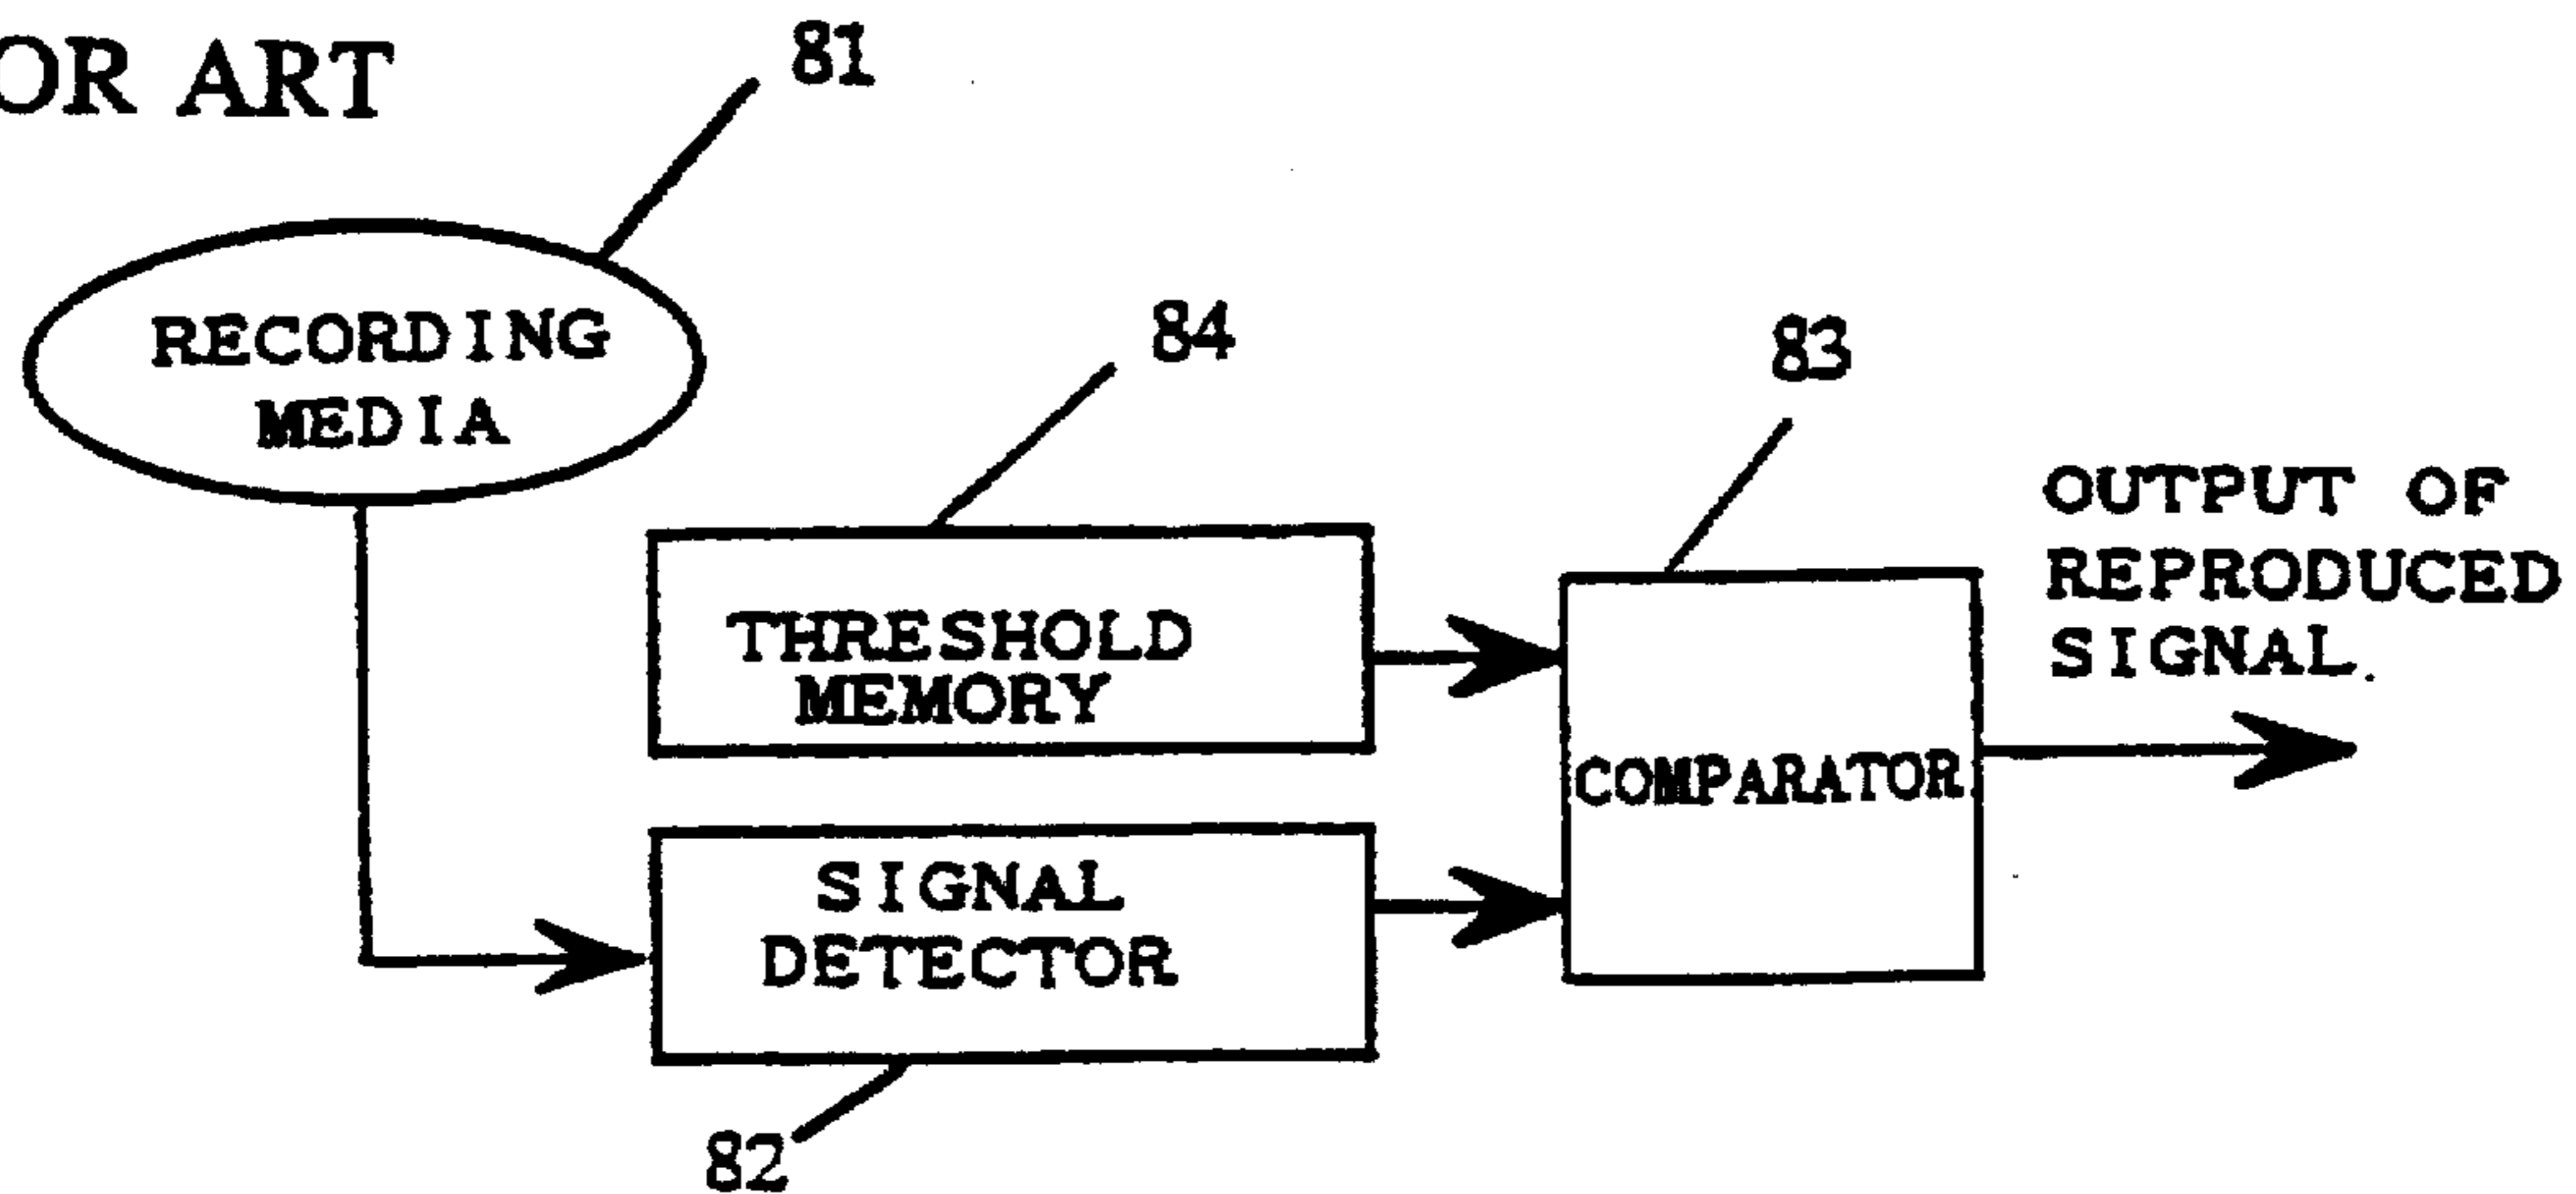 OR ART
81
RECORDING
MEDIA
84
83
OUTPUT OF
REPRODUCED
SIGNAL.
THRESHOLD
MEMORY
COMPARATOR
SIGNAL
DETECTOR
82